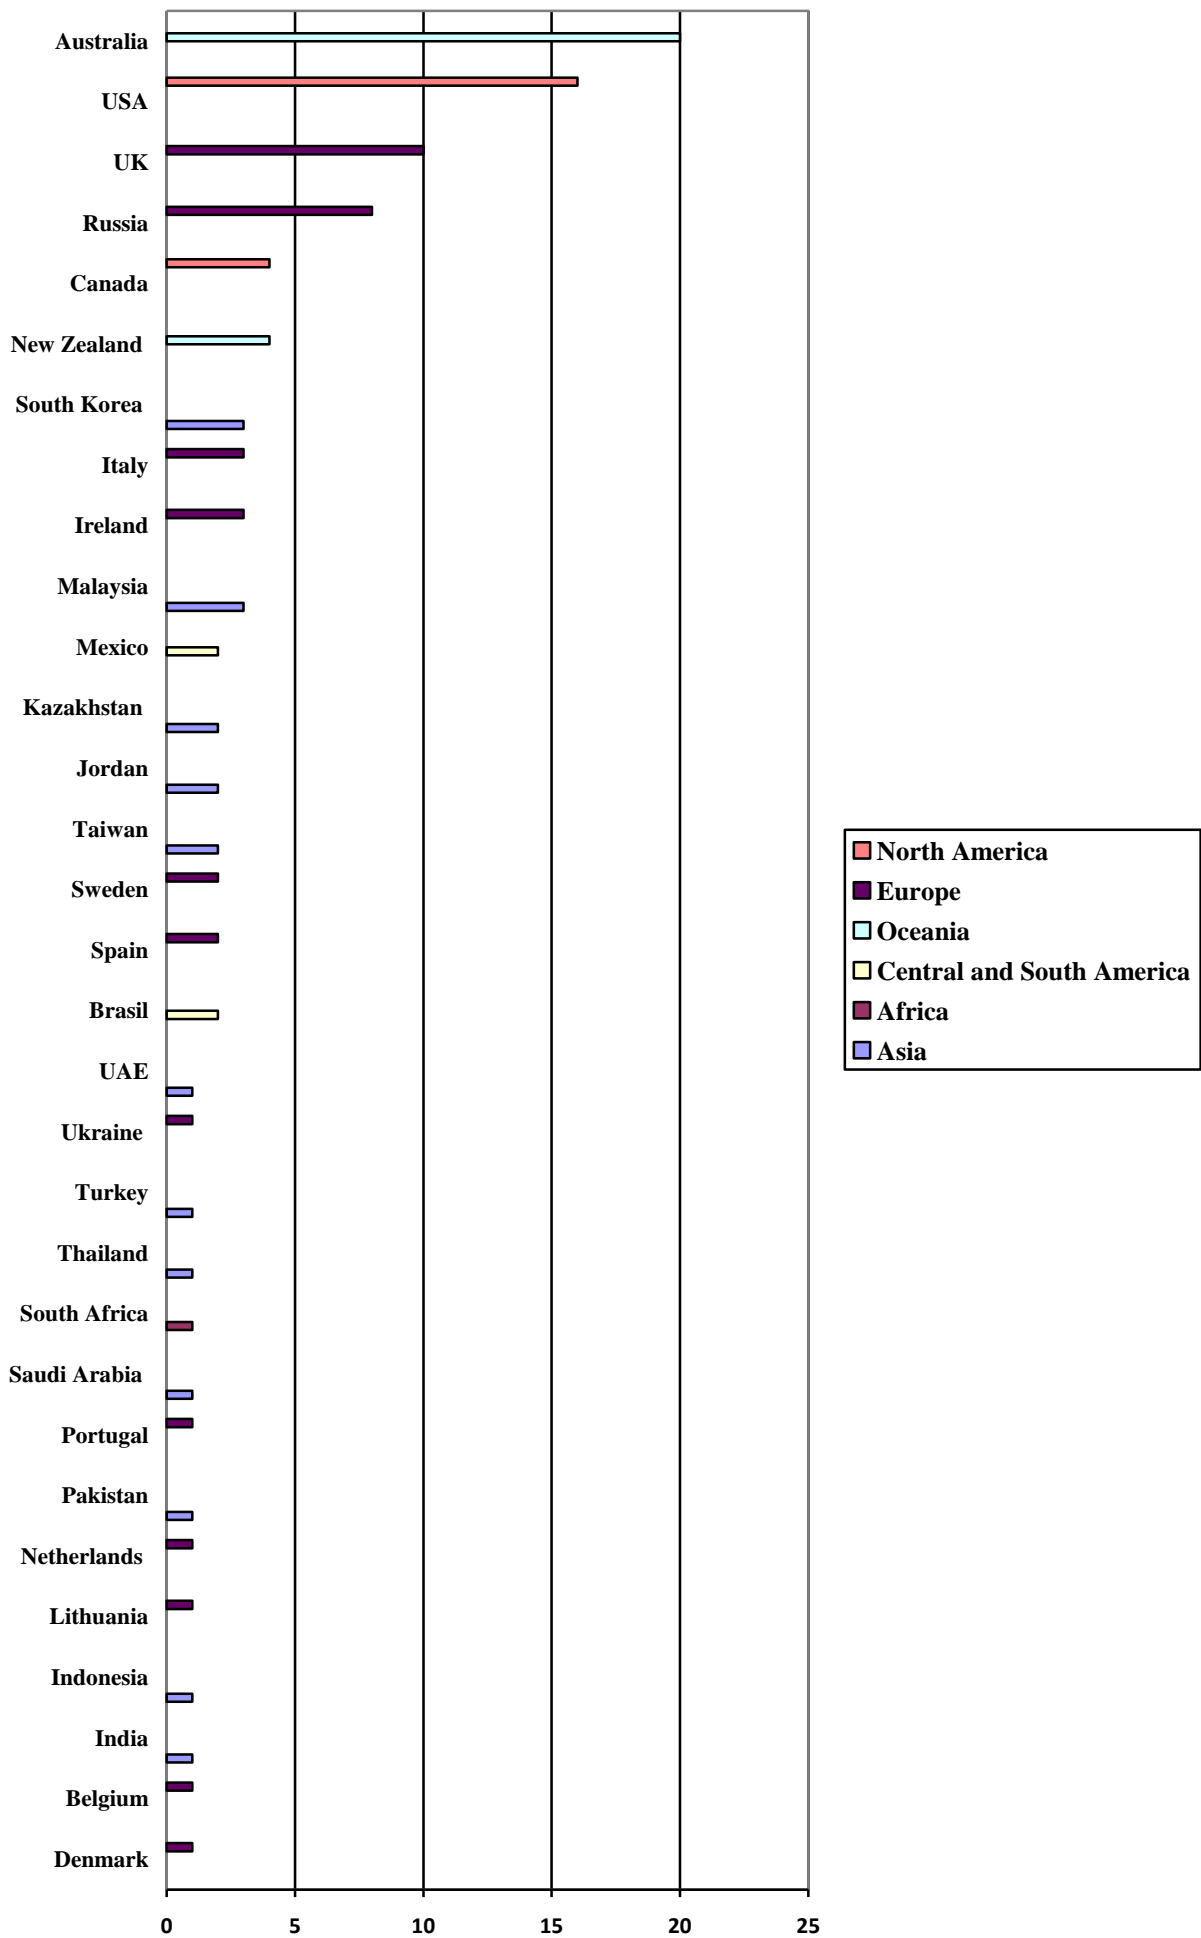 Australia
USA
UK
Russia
Canada
New Zealand
South Korea
Italy
Ireland
Malaysia
Mexico
Kazakhstan
Jordan
Taiwan
Sweden
Spain
Brasil
UAE
Ukraine
Turkey
Thailand
South Africa
Saudi Arabia
Portugal
Pakistan
Netherlands
Lithuania
Indonesia
India
Belgium
Denmark
0 5 10 15 20 25
North America
Europe
Oceania
Central and South America
Africa
Asia